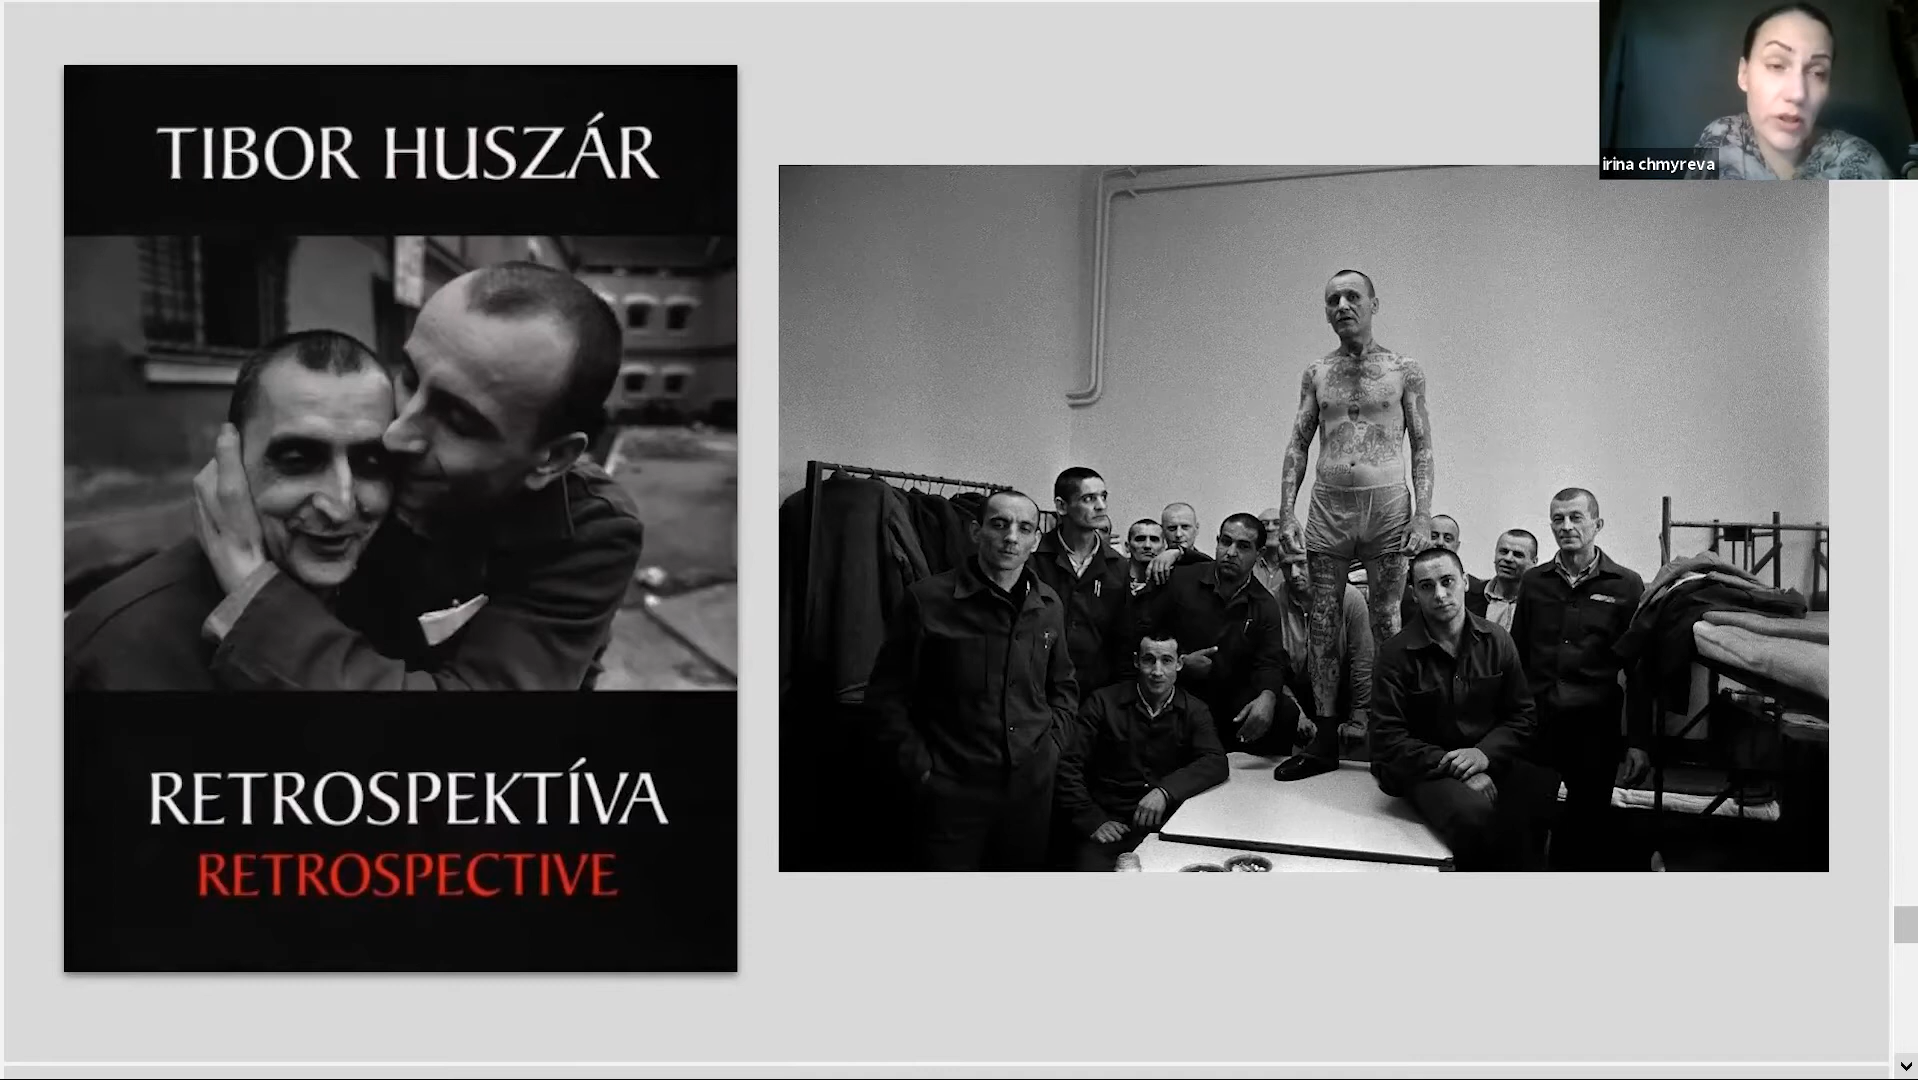 TIBOR HUSZÁR
RETROSPEKTÍVA
RETROSPECTIVE
irina chmyreva